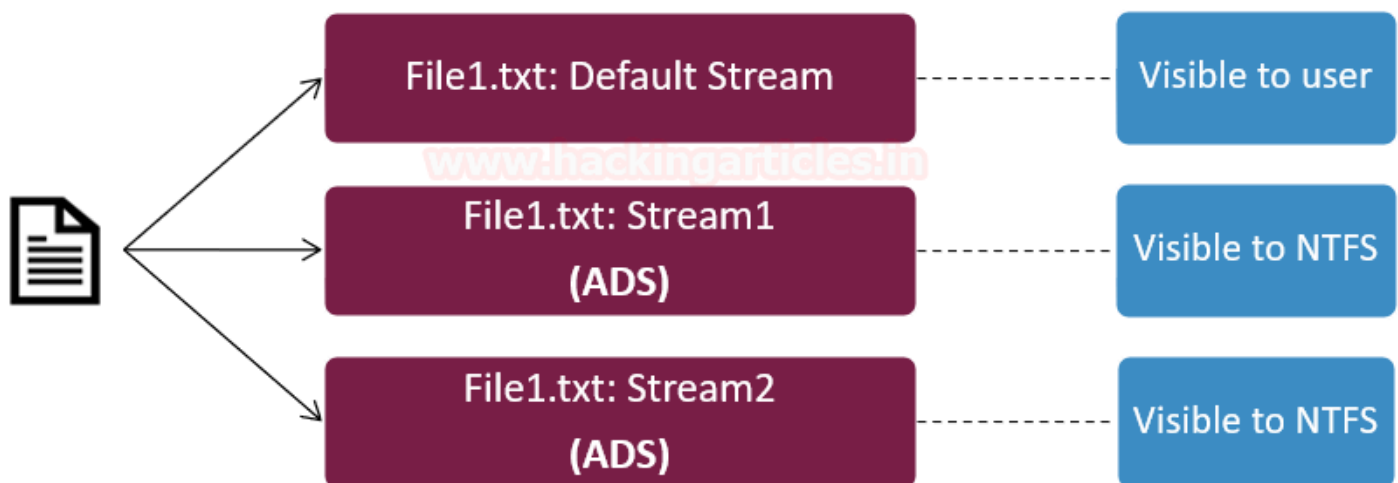 File1.txt: Default Stream
Visible to user
www.hackingarticles.in
File1.txt: Stream1
(ADS)
Visible to NTFS
File1.txt: Stream2
(ADS)
Visible to NTFS